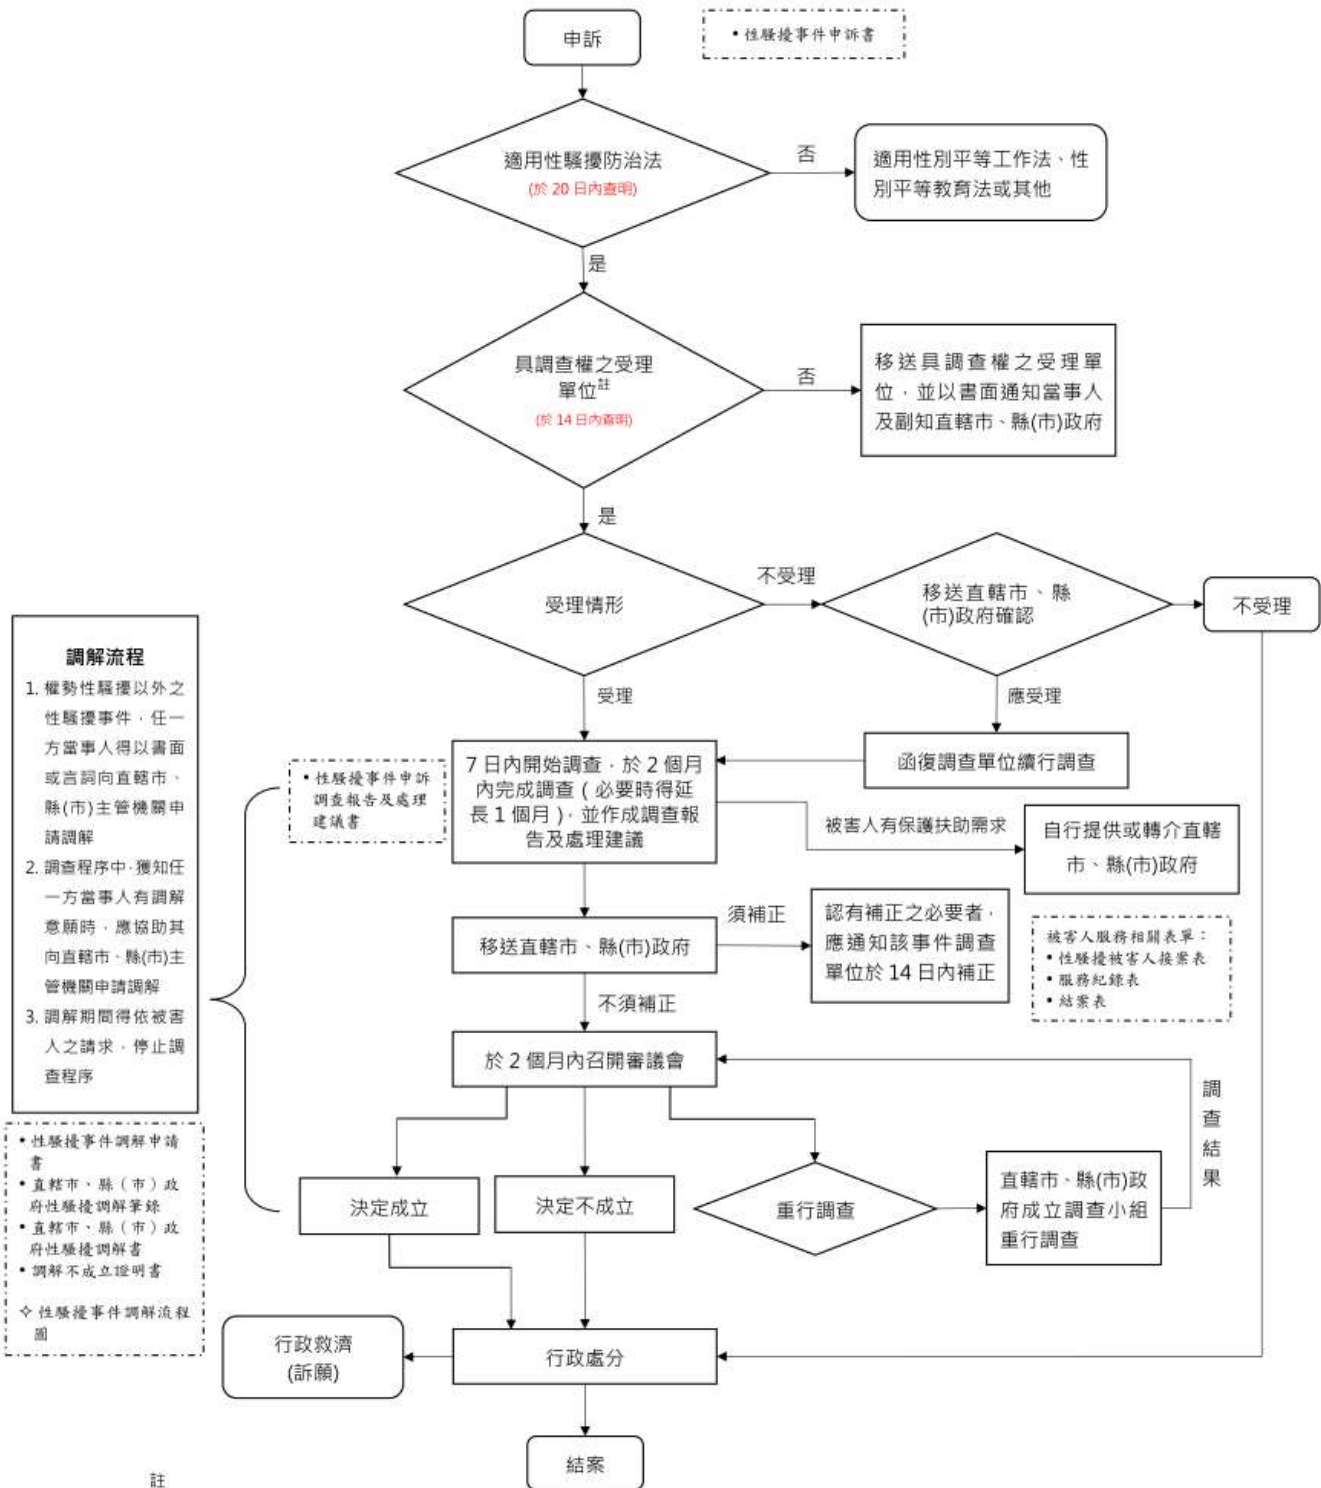 申訴
• 性騷擾事件申訴書
適用性騷擾防治法
(於 20 日內查明)
否
適用性別平等工作法、性
別平等教育法或其他
是
具調查權之受理
單位註
(於 14 日內查明)
否
移送具調查權之受理單
位，並以書面通知當事人
及副知直轄市、縣(市)政府
是
受理情形
不受理
移送直轄市、縣
(市)政府確認
不受理
受理
應受理
函復調查單位續行調查
7 日內開始調查，於 2 個月
內完成調查（必要時得延
長 1 個月），並作成調查報
告及處理建議
• 性騷擾事件申訴
調查報告及處理
建議書
被害人有保護扶助需求
自行提供或轉介直轄
市、縣(市)政府
移送直轄市、縣(市)政府
須補正
認有補正之必要者，
應通知該事件調查
單位於 14 日內補正
被害人服務相關表單：
• 性騷擾被害人接案表
• 服務紀錄表
• 結案表
不須補正
於 2 個月內召開審議會
調
查
結
果
決定成立
決定不成立
重行調查
直轄市、縣(市)政
府成立調查小組
重行調查
行政處分
行政救濟
(訴願)
結案
調解流程
1. 權勢性騷擾以外之
性騷擾事件，任一
方當事人得以書面
或言詞向直轄市、
縣(市)主管機關申
請調解
2. 調查程序中，獲知任
一方當事人有調解
意願時，應協助其
向直轄市、縣(市)主
管機關申請調解
3. 調解期間得依被害
人之請求，停止調
查程序
• 性騷擾事件調解申請
書
• 直轄市、縣（市）政
府性騷擾調解筆錄
• 直轄市、縣（市）政
府性騷擾調解書
• 調解不成立證明書
✧ 性騷擾事件調解流程
圖
註